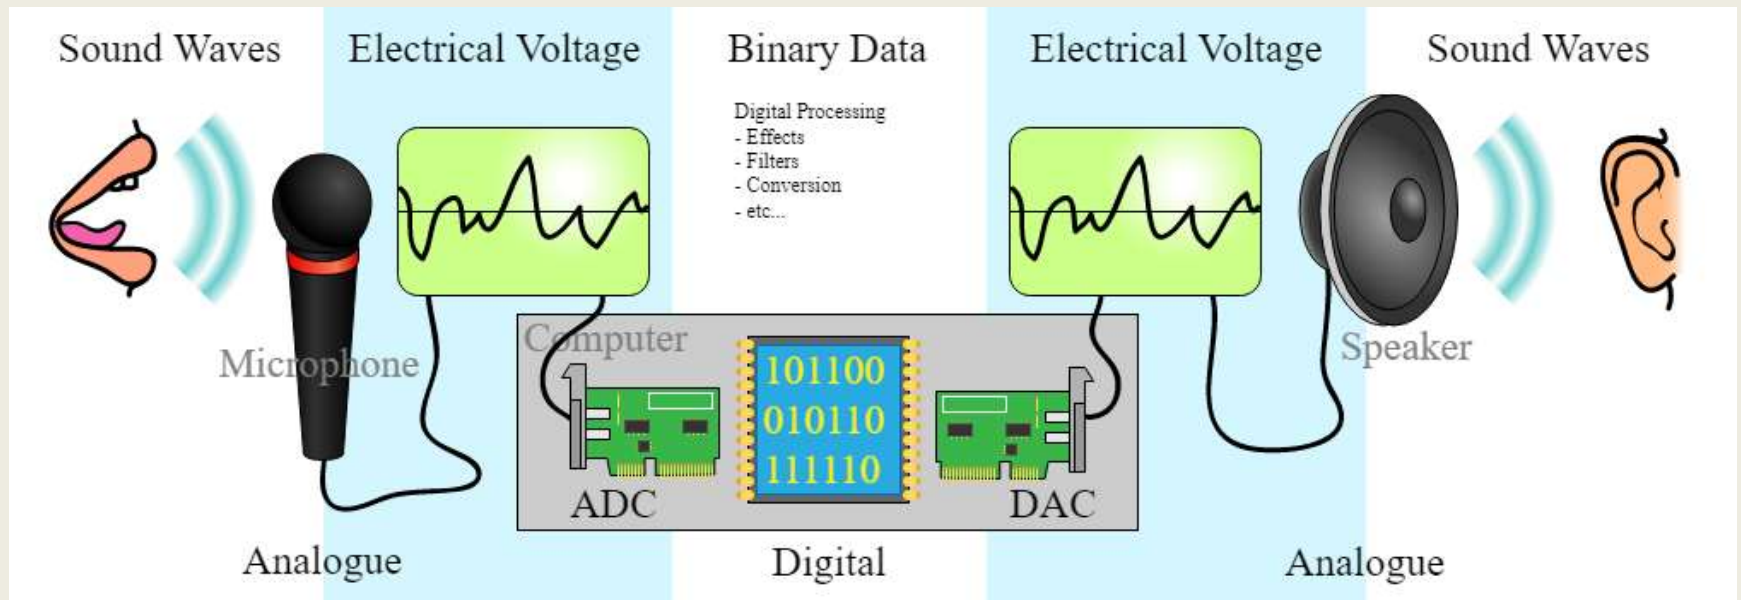 Sound Waves
Electrical Voltage
Binary Data
Electrical Voltage
Sound Waves
Digital Processing
- Effects
- Filters
- Conversion
- etc...
Microphone
Computer
101100
010110
111110
ADC
DAC
Speaker
Analogue
Digital
Analogue